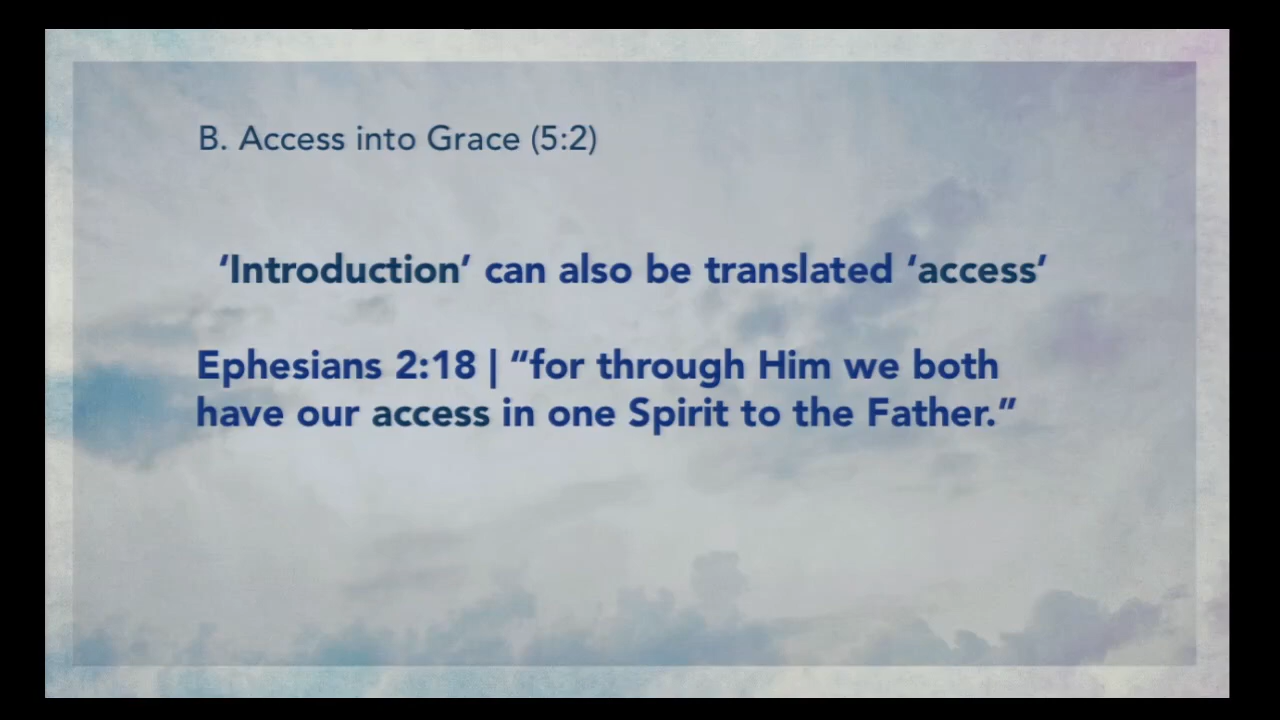 B. Access into Grace (5:2)
‘Introduction’ can also be translated ‘access’
Ephesians 2:18 | “for through Him we both
have our access in one Spirit to the Father.”